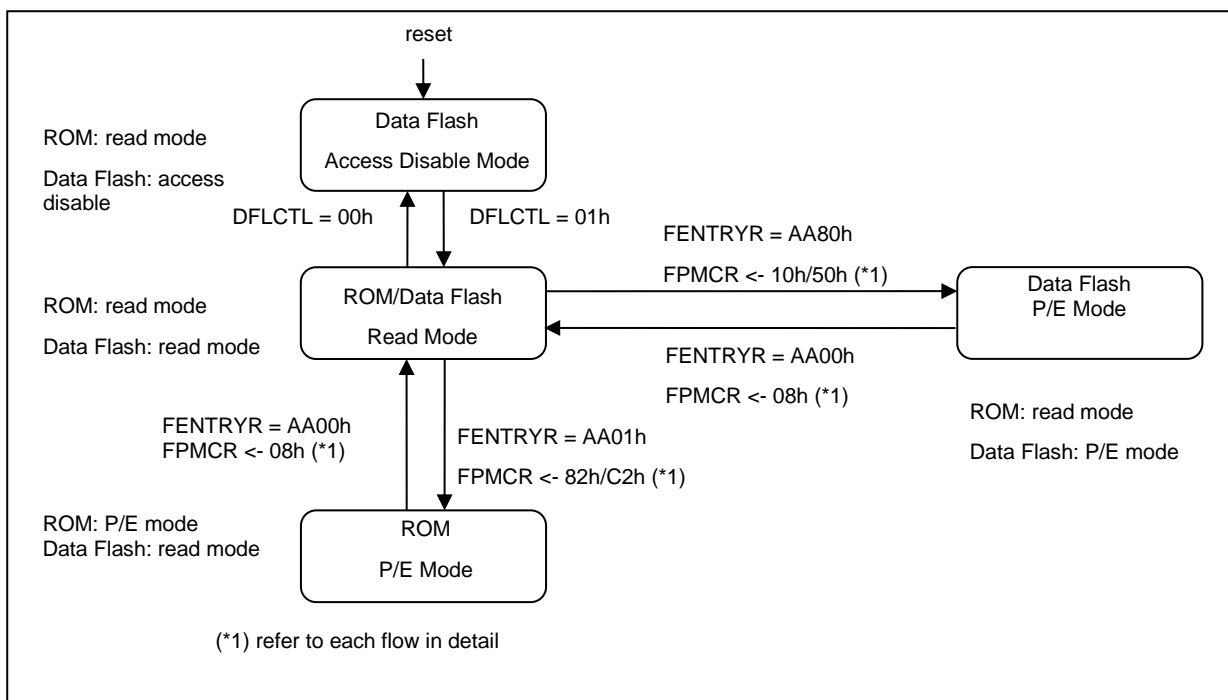 reset
Data Flash
Access Disable Mode
ROM: read mode
Data Flash: access
disable
DFLCTL = 00h
DFLCTL = 01h
FENTRYR = AA80h
FPMCR <- 10h/50h (*1)
ROM/Data Flash
Read Mode
Data Flash
P/E Mode
ROM: read mode
Data Flash: read mode
FENTRYR = AA00h
FPMCR <- 08h (*1)
ROM: read mode
Data Flash: P/E mode
FENTRYR = AA00h
FPMCR <- 08h (*1)
FENTRYR = AA01h
FPMCR <- 82h/C2h (*1)
ROM: P/E mode
Data Flash: read mode
ROM
P/E Mode
(*1) refer to each flow in detail